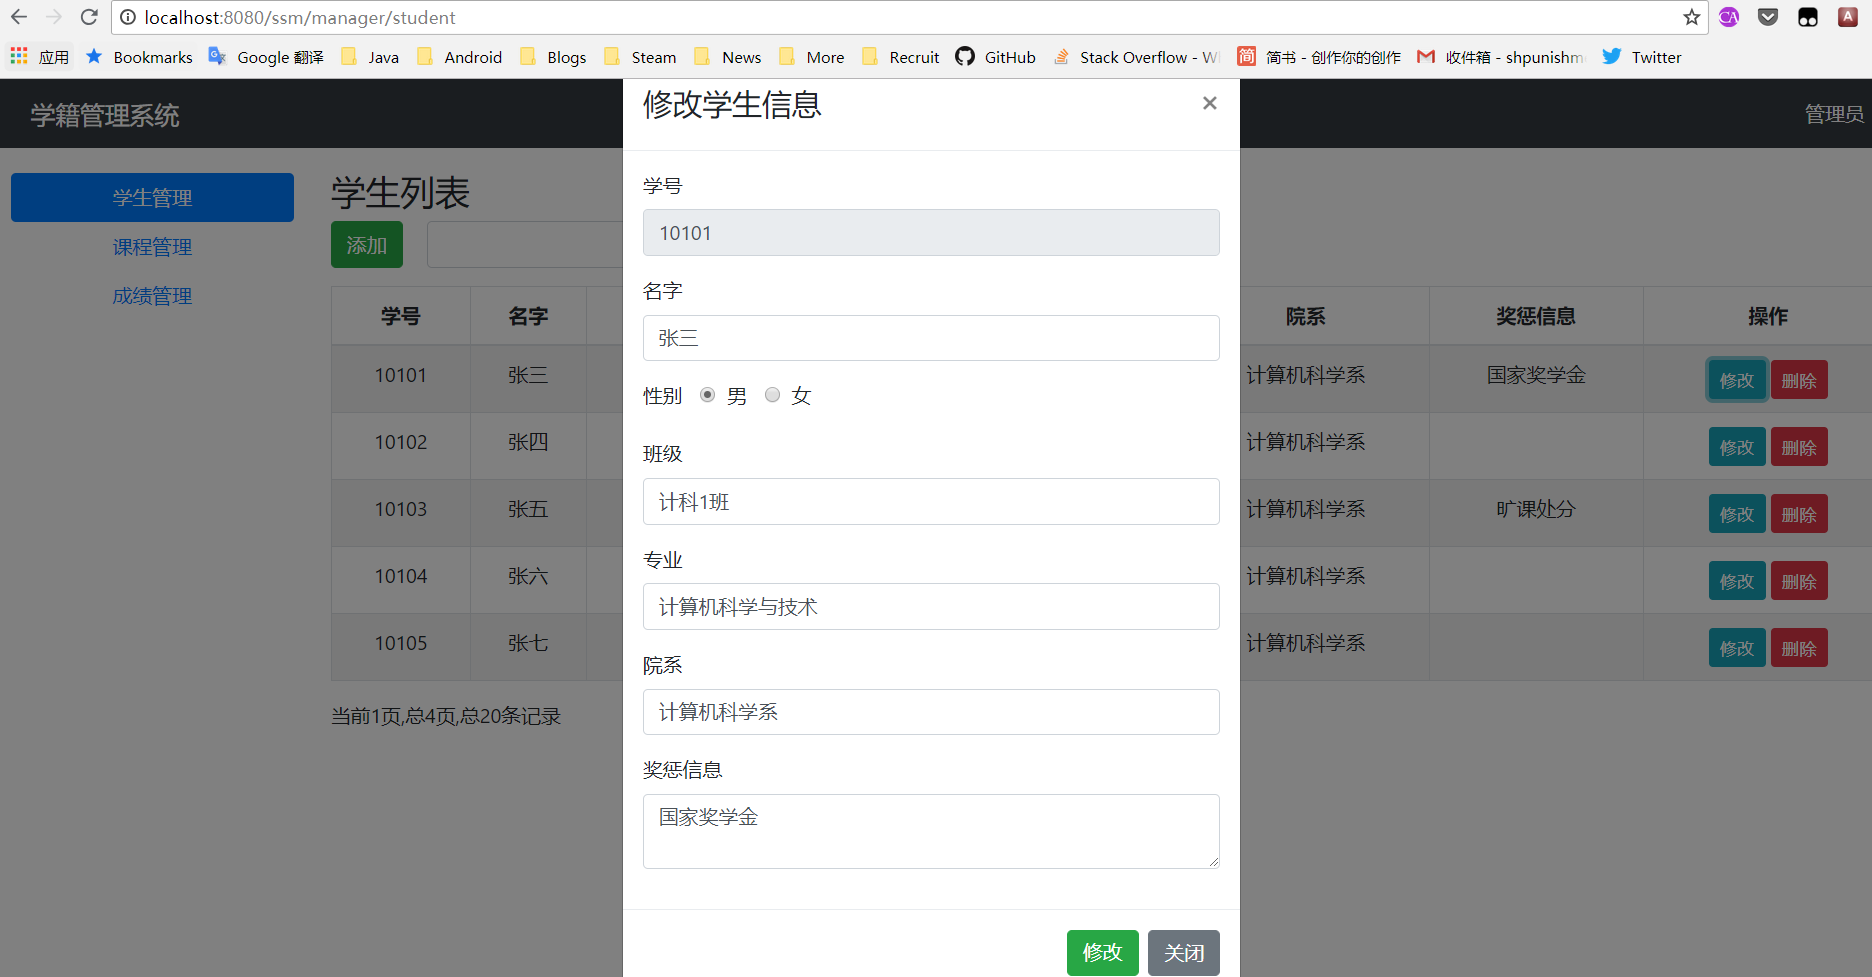 localhost:8080/ssm/manager/student
应用 Bookmarks Google 翻译 Java Android Blogs Steam News More Recruit GitHub Stack Overflow - W 简书 - 创作你的创作 收件箱 - shpunishm Twitter
学籍管理系统
管理员
学生管理
课程管理
成绩管理
学生列表
添加
学号 名字 院系 奖惩信息 操作
10101 张三 计算机科学系 国家奖学金 修改 删除
10102 张四 计算机科学系 修改 删除
10103 张五 计算机科学系 旷课处分 修改 删除
10104 张六 计算机科学系 修改 删除
10105 张七 计算机科学系 修改 删除
当前1页,总4页,总20条记录
修改学生信息 ×
学号
10101
名字
张三
性别 男 女
班级
计科1班
专业
计算机科学与技术
院系
计算机科学系
奖惩信息
国家奖学金
修改 关闭